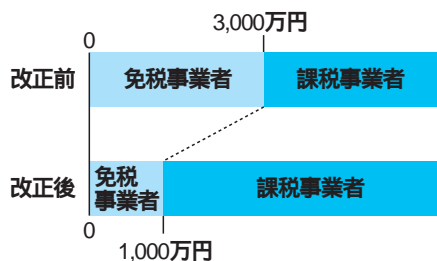 0
3,000万円
改正前
免税事業者
課税事業者
改正後
免税
事業者
課税事業者
0
1,000万円